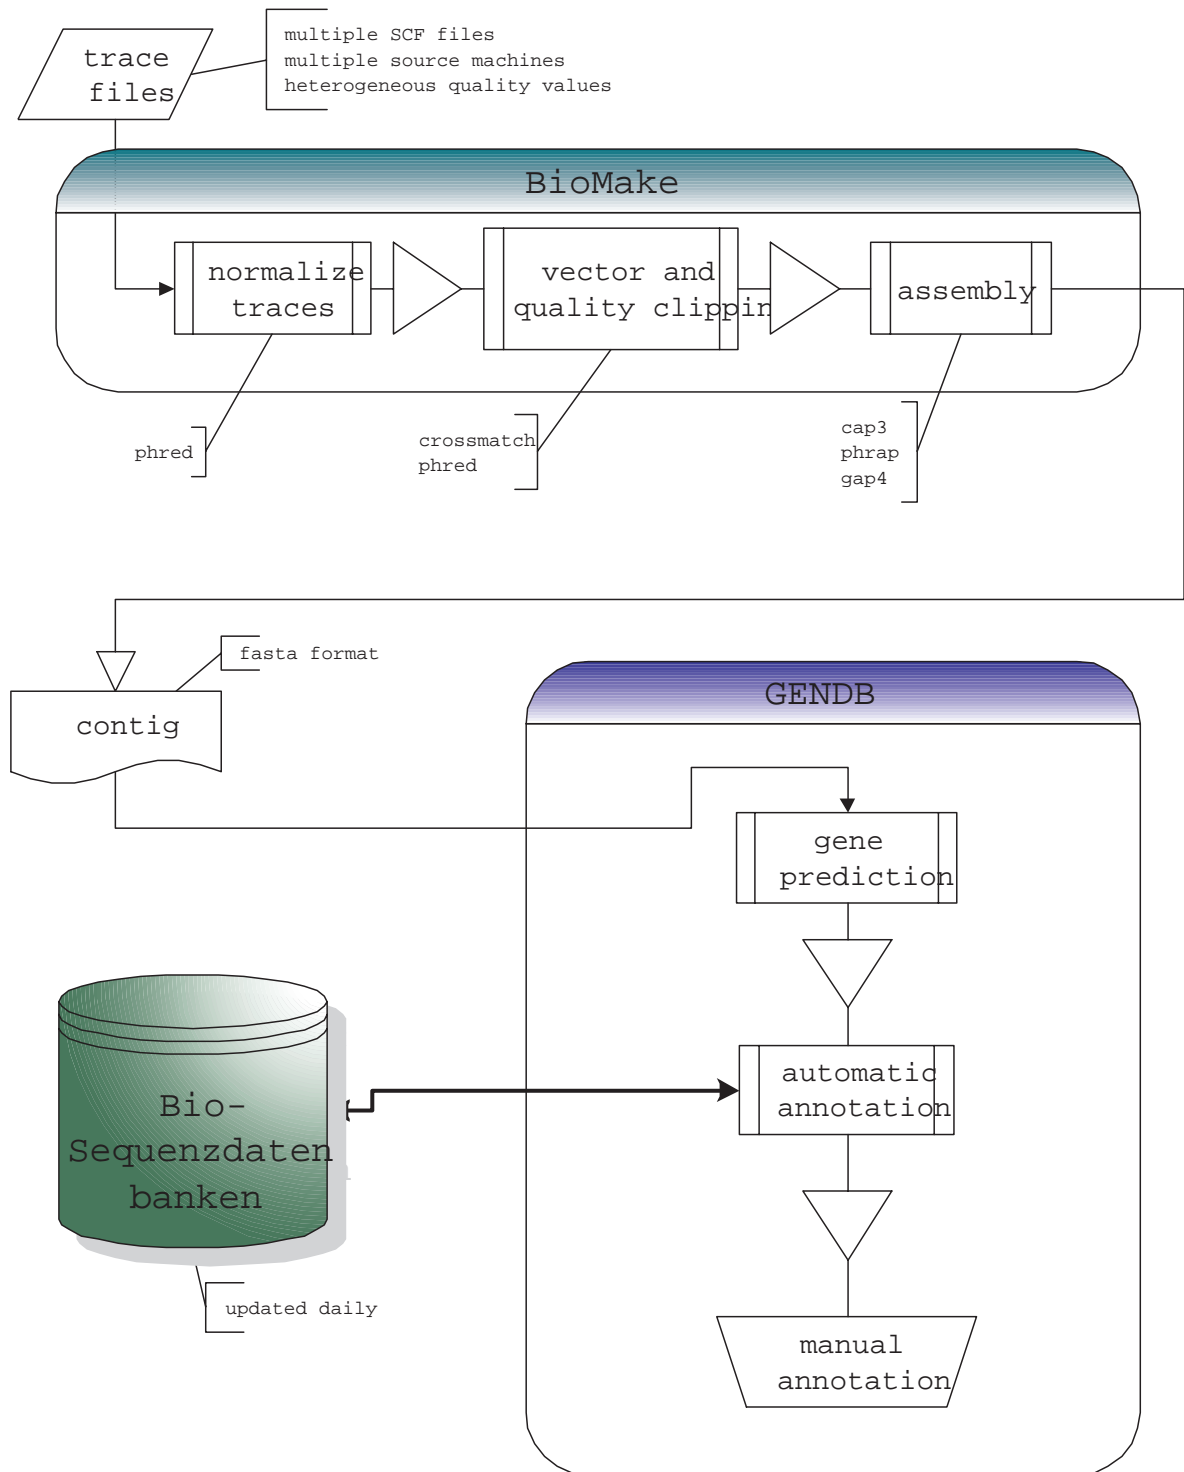 trace
files
multiple SCF files
multiple source machines
heterogeneous quality values
BioMake
normalize
traces
vector and
quality clippin
assembly
phred
crossmatch
phred
cap3
phrap
gap4
fasta format
contig
GENDB
gene
prediction
automatic
annotation
Bio-
Sequenzdaten
banken
updated daily
manual
annotation